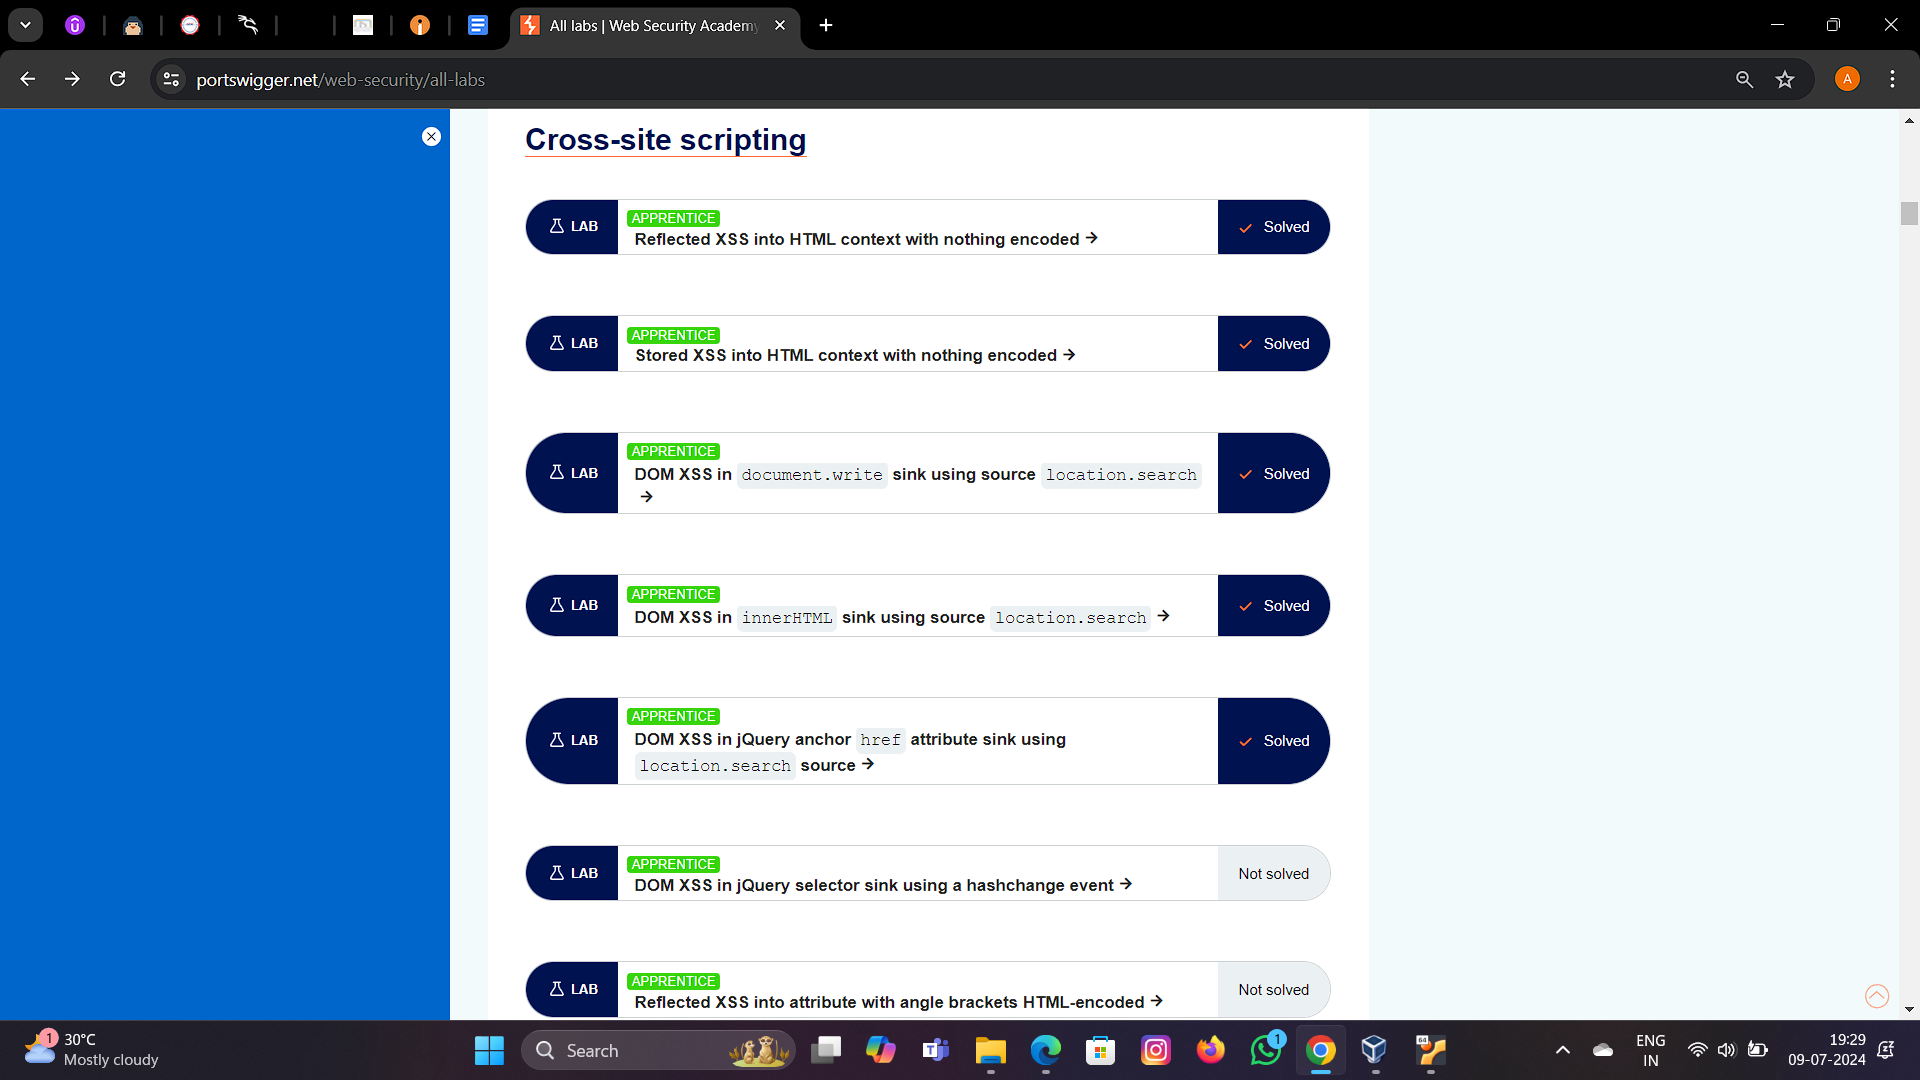 All labs | Web Security Academy
portswigger.net/web-security/all-labs
A
Cross-site scripting
LAB
APPRENTICE
Reflected XSS into HTML context with nothing encoded →
Solved
LAB
APPRENTICE
Stored XSS into HTML context with nothing encoded →
Solved
LAB
APPRENTICE
DOM XSS in document.write sink using source location.search
→
Solved
LAB
APPRENTICE
DOM XSS in innerHTML sink using source location.search →
Solved
LAB
APPRENTICE
DOM XSS in jQuery anchor href attribute sink using
location.search source →
Solved
LAB
APPRENTICE
DOM XSS in jQuery selector sink using a hashchange event →
Not solved
LAB
APPRENTICE
Reflected XSS into attribute with angle brackets HTML-encoded →
Not solved
1
30°C
Mostly cloudy
Search
1
64
ENG
IN
19:29
09-07-2024